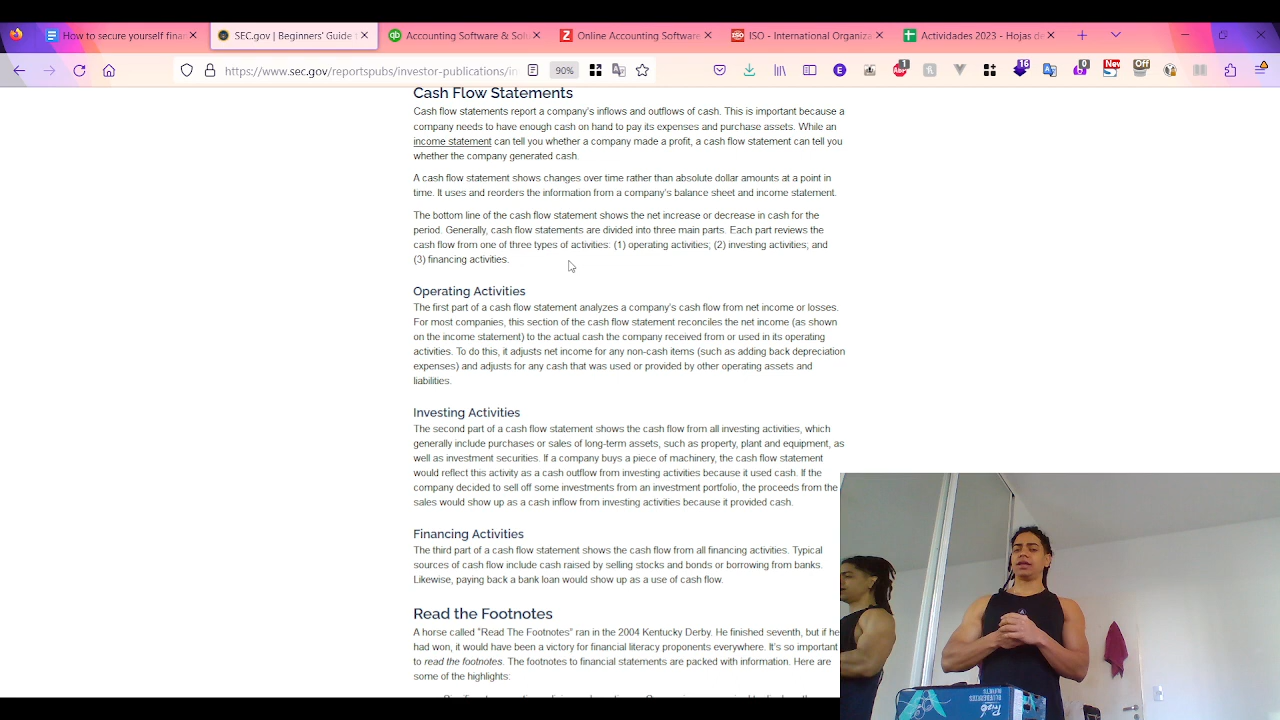 How to secure yourself finan
SEC.gov | Beginners' Guide t
Accounting Software & Solu
Online Accounting Software
ISO - International Organiza
Actividades 2023 - Hojas de
https://www.sec.gov/reportspubs/investor-publications/in
90%
1
16
0
New
Off
Cash Flow Statements
Cash flow statements report a company's inflows and outflows of cash. This is important because a
company needs to have enough cash on hand to pay its expenses and purchase assets. While an
income statement can tell you whether a company made a profit, a cash flow statement can tell you
whether the company generated cash.
A cash flow statement shows changes over time rather than absolute dollar amounts at a point in
time. It uses and reorders the information from a company's balance sheet and income statement.
The bottom line of the cash flow statement shows the net increase or decrease in cash for the
period. Generally, cash flow statements are divided into three main parts. Each part reviews the
cash flow from one of three types of activities: (1) operating activities; (2) investing activities; and
(3) financing activities.
Operating Activities
The first part of a cash flow statement analyzes a company's cash flow from net income or losses.
For most companies, this section of the cash flow statement reconciles the net income (as shown
on the income statement) to the actual cash the company received from or used in its operating
activities. To do this, it adjusts net income for any non-cash items (such as adding back depreciation
expenses) and adjusts for any cash that was used or provided by other operating assets and
liabilities.
Investing Activities
The second part of a cash flow statement shows the cash flow from all investing activities, which
generally include purchases or sales of long-term assets, such as property, plant and equipment, as
well as investment securities. If a company buys a piece of machinery, the cash flow statement
would reflect this activity as a cash outflow from investing activities because it used cash. If the
company decided to sell off some investments from an investment portfolio, the proceeds from the
sales would show up as a cash inflow from investing activities because it provided cash.
Financing Activities
The third part of a cash flow statement shows the cash flow from all financing activities. Typical
sources of cash flow include cash raised by selling stocks and bonds or borrowing from banks.
Likewise, paying back a bank loan would show up as a use of cash flow.
Read the Footnotes
A horse called "Read The Footnotes" ran in the 2004 Kentucky Derby. He finished seventh, but if he
had won, it would have been a victory for financial literacy proponents everywhere. It's so important
to read the footnotes. The footnotes to financial statements are packed with information. Here are
some of the highlights: